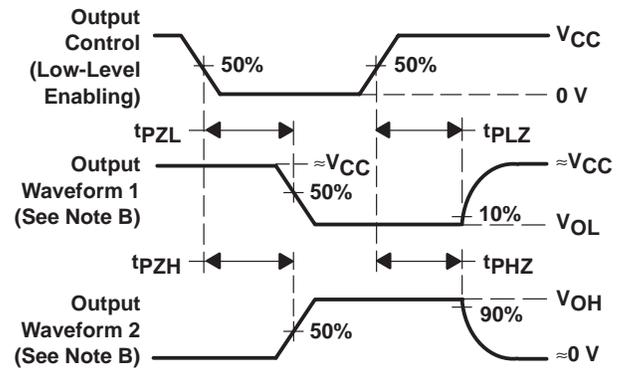 Output
Control
(Low-Level
Enabling)
50%
50%
VCC
0 V
tPZL
tPLZ
Output
Waveform 1
(See Note B)
≈VCC
50%
≈VCC
10%
VOL
tPZH
tPHZ
Output
Waveform 2
(See Note B)
50%
VOH
90%
≈0 V